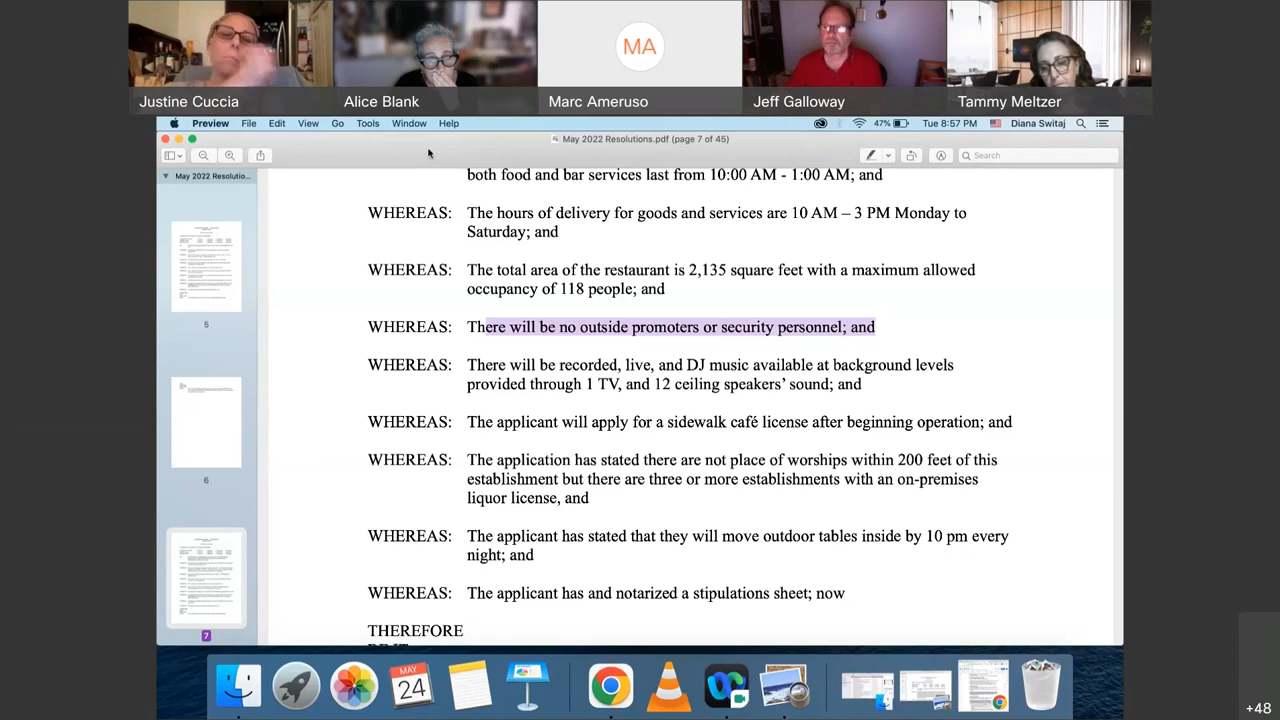 MA
Justine Cuccia
Alice Blank
Marc Ameruso
Jeff Galloway
Tammy Meltzer
Preview File Edit View Go Tools Window Help 47% Tue 8:57 PM Diana Switaj
May 2022 Resolutions.pdf (page 7 of 45)
Search
May 2022 Resolutio...
5
6
7
both food and bar services last from 10:00 AM - 1:00 AM; and
WHEREAS: The hours of delivery for goods and services are 10 AM – 3 PM Monday to
Saturday; and
WHEREAS: The total area of the restaurant is 2,135 square feet with a maximum allowed
occupancy of 118 people; and
WHEREAS: There will be no outside promoters or security personnel; and
WHEREAS: There will be recorded, live, and DJ music available at background levels
provided through 1 TV, and 12 ceiling speakers’ sound; and
WHEREAS: The applicant will apply for a sidewalk café license after beginning operation; and
WHEREAS: The application has stated there are not place of worships within 200 feet of this
establishment but there are three or more establishments with an on-premises
liquor license, and
WHEREAS: The applicant has stated that they will move outdoor tables inside by 10 pm every
night; and
WHEREAS: The applicant has and notarized a stipulations sheet; now
THEREFORE
MAY
24
+48